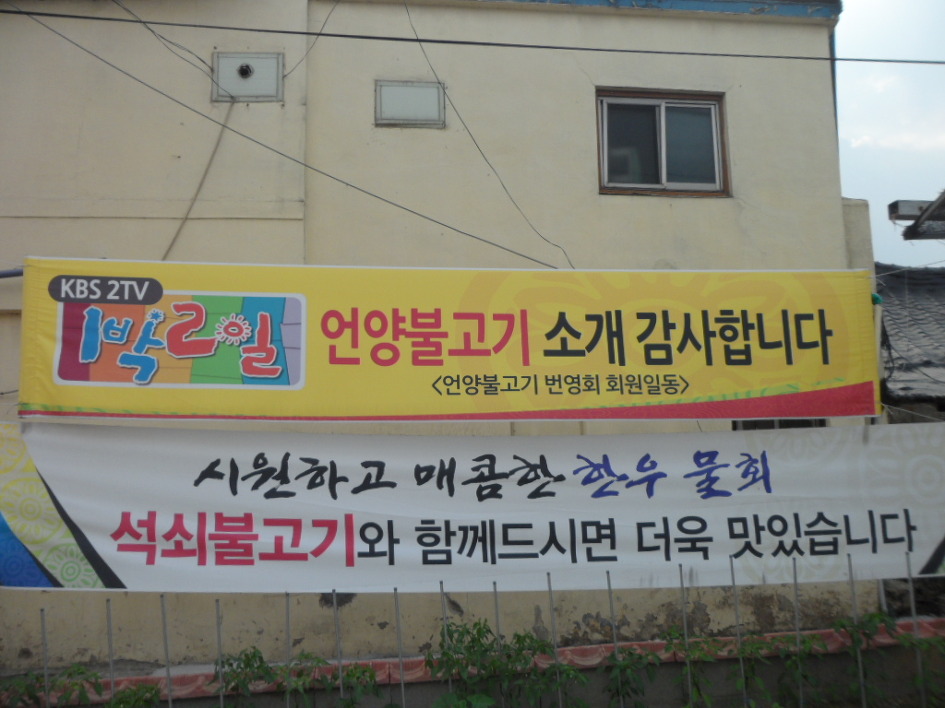 KBS 2TV
1박2일
언양불고기 소개 감사합니다
<언양불고기 번영회 회원일동>
시원하고 매콤한 한우 물회
석쇠불고기와 함께드시면 더욱 맛있습니다